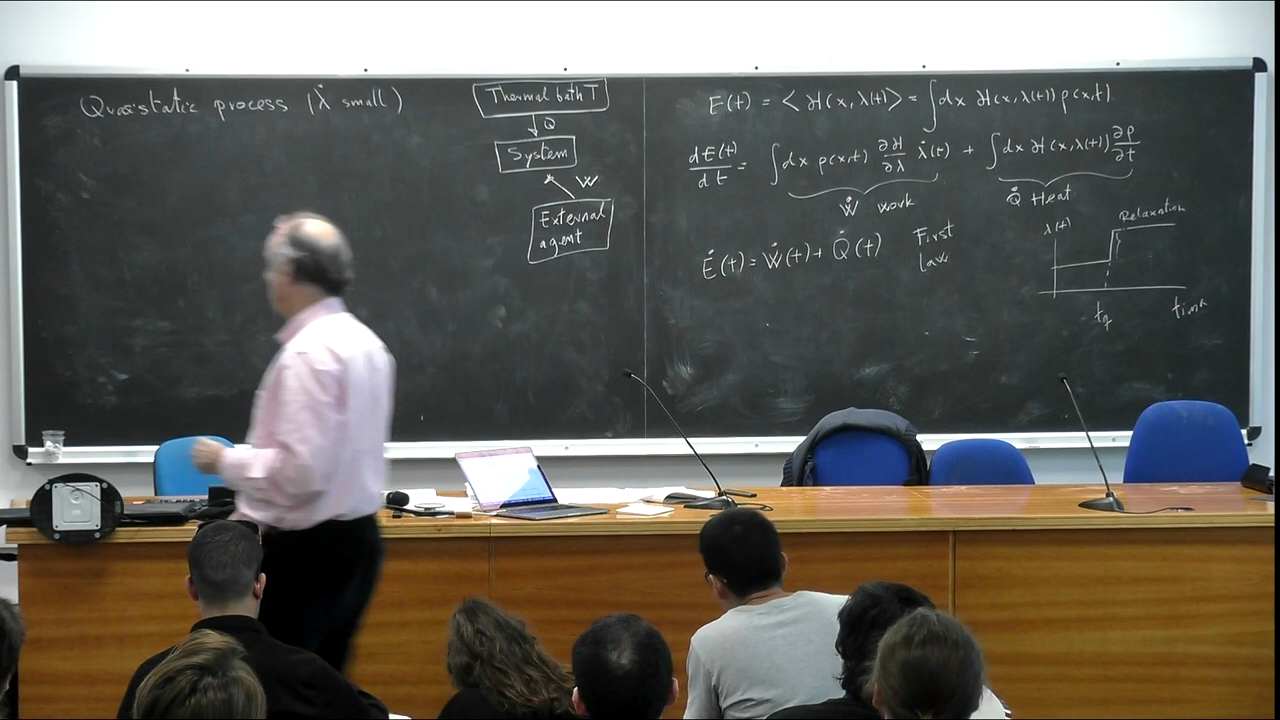 Quasistatic process (λ̇ small)
Thermal bath T
Q
System
W
External
agent
E(t) = <ℋ(x, λ(t)> = ∫dx ℋ(x, λ(t)) ρ(x,t)
dE(t)/dt = ∫dx ρ(x,t) ∂ℋ/∂λ λ̇(t) + ∫dx ℋ(x, λ(t)) ∂ρ/∂t
Ẇ work
Q̇ Heat
Ė(t) = Ẇ(t) + Q̇(t)
First
law
λ(t)
Relaxation
t_q
time